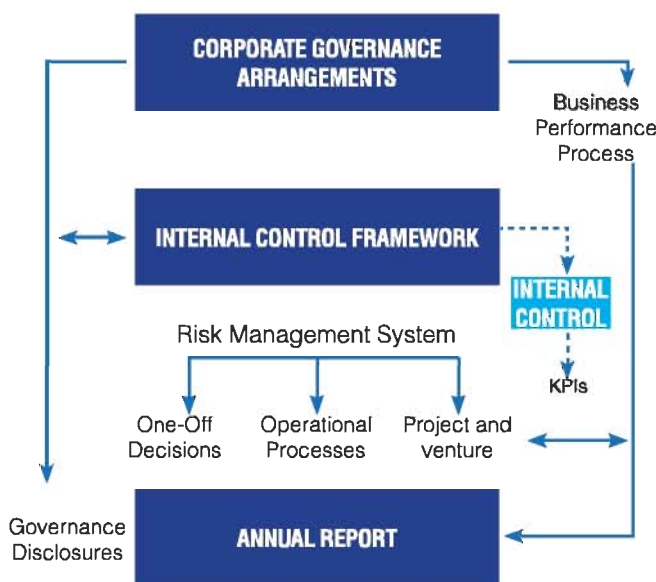 CORPORATE GOVERNANCE
ARRANGEMENTS
Business
Performance
Process
INTERNAL CONTROL FRAMEWORK
INTERNAL
CONTROL
KPIs
Risk Management System
One-Off
Decisions
Operational
Processes
Project and
venture
Governance
Disclosures
ANNUAL REPORT